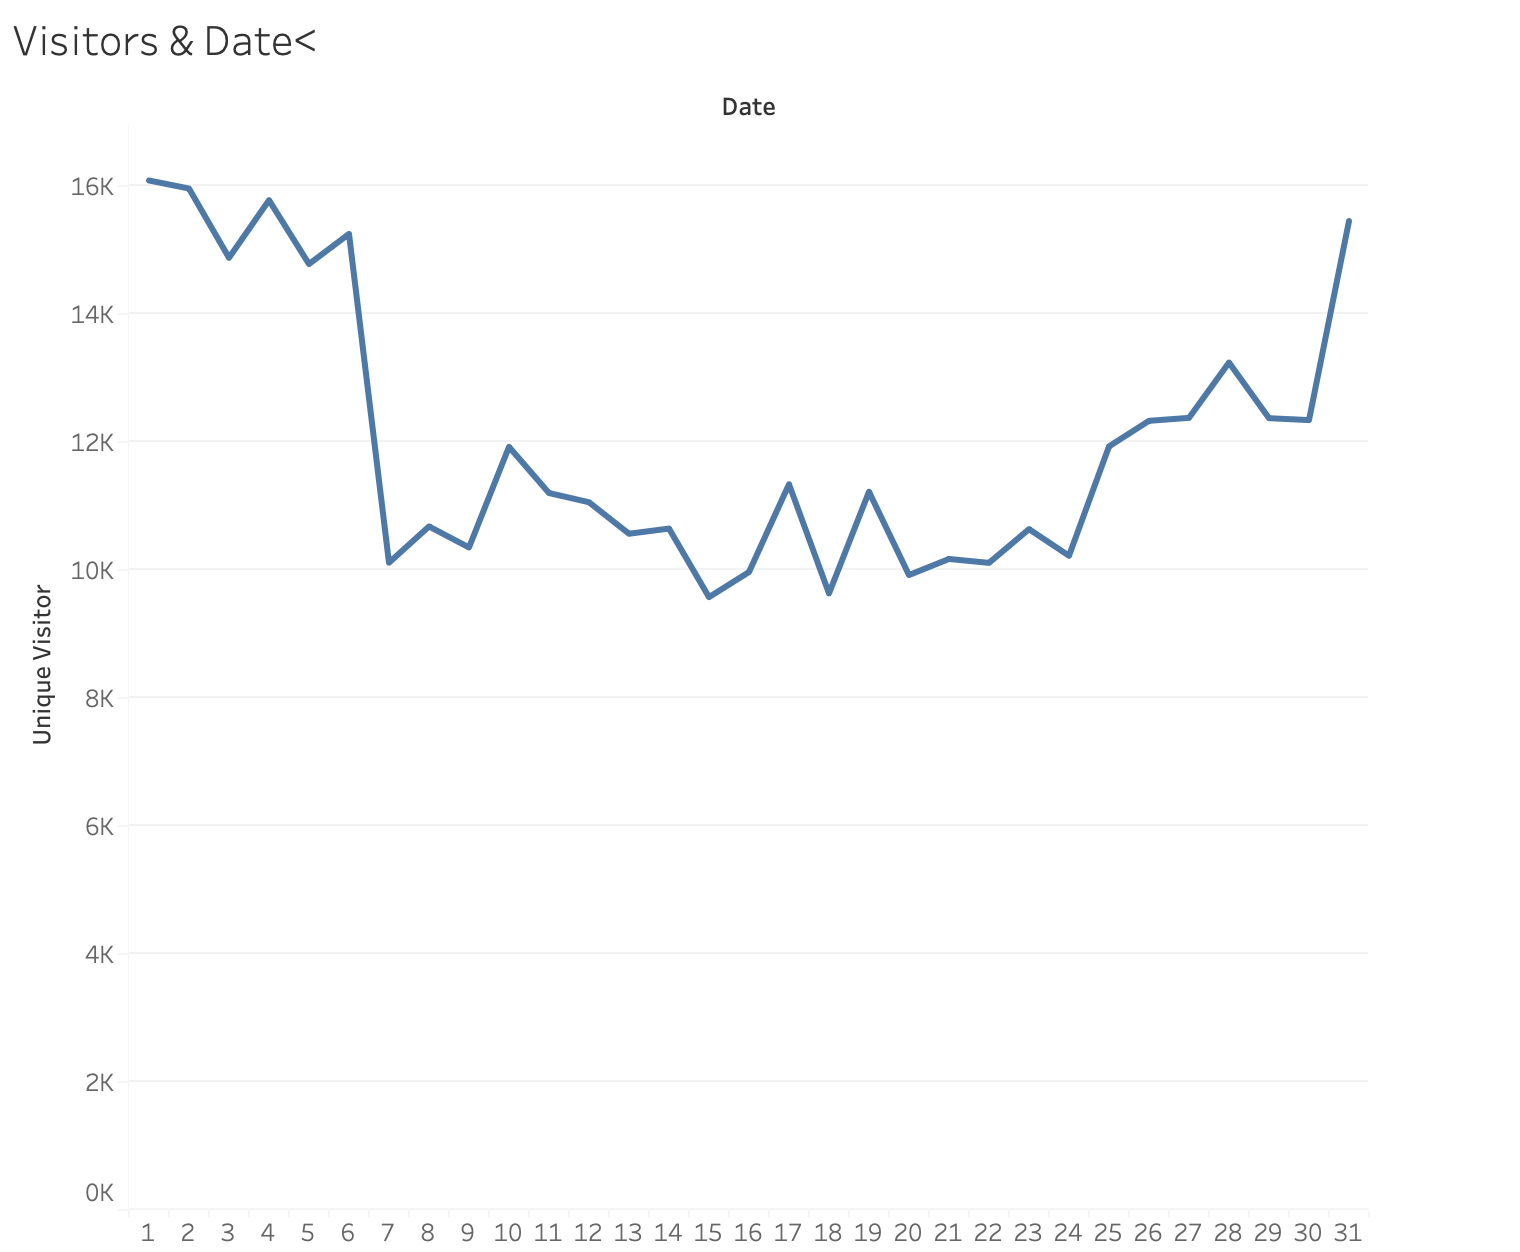 Visitors & Date<
Date
16K
14K
12K
10K
8K
6K
4K
2K
0K
Unique Visitor
1 2 3 4 5 6 7 8 9 10 11 12 13 14 15 16 17 18 19 20 21 22 23 24 25 26 27 28 29 30 31